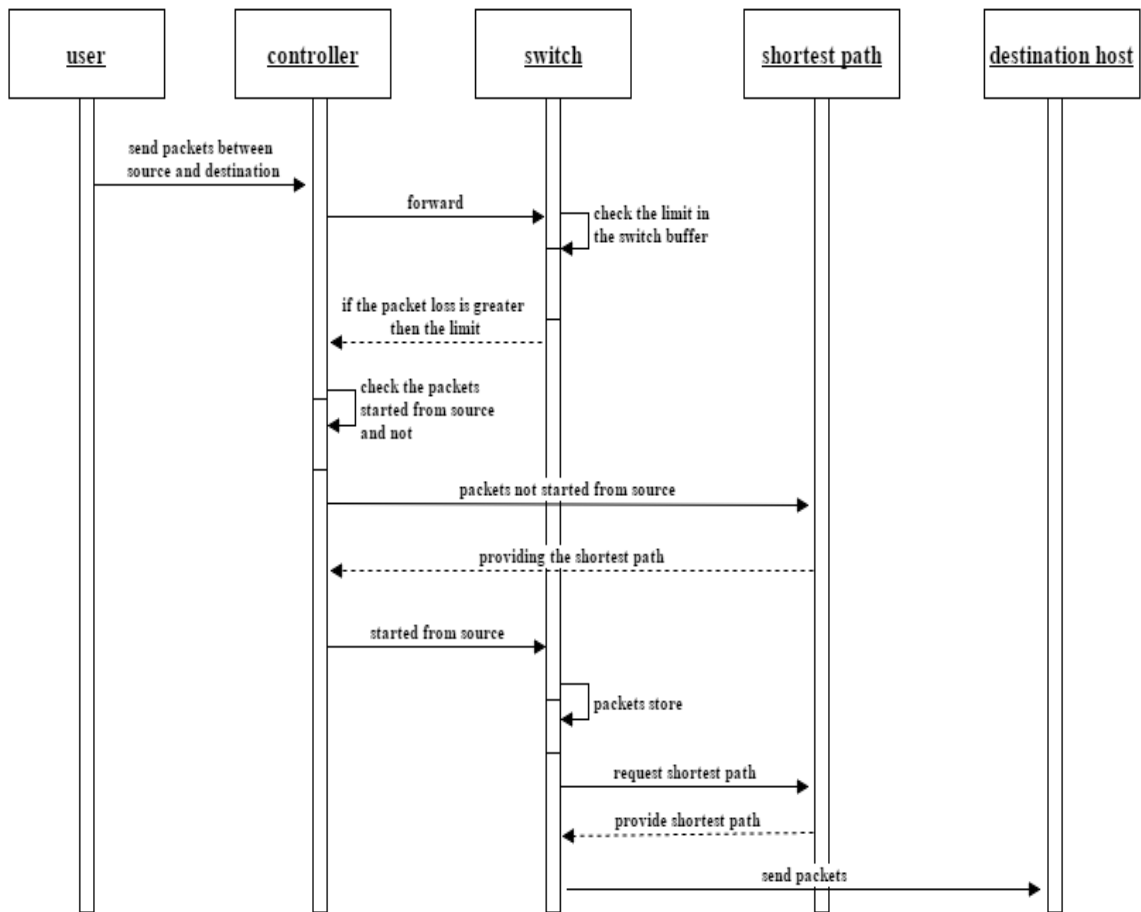 user
controller
switch
shortest path
destination host
send packets between
source and destination
forward
check the limit in
the switch buffer
if the packet loss is greater
then the limit
check the packets
started from source
and not
packets not started from source
providing the shortest path
started from source
packets store
request shortest path
provide shortest path
send packets